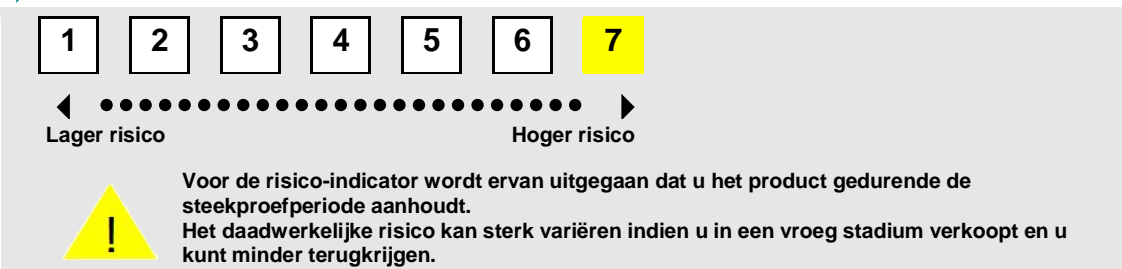 1 2 3 4 5 6 7
Lager risico Hoger risico
Voor de risico-indicator wordt ervan uitgegaan dat u het product gedurende de
steekproefperiode aanhoudt.
Het daadwerkelijke risico kan sterk variëren indien u in een vroeg stadium verkoopt en u
kunt minder terugkrijgen.
!